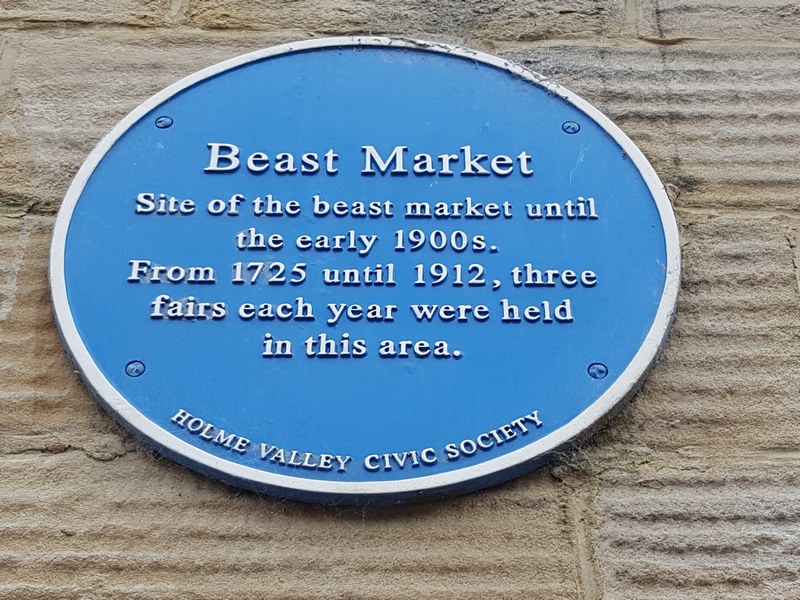 Beast Market
Site of the beast market until
the early 1900s.
From 1725 until 1912, three
fairs each year were held
in this area.
HOLME VALLEY CIVIC SOCIETY